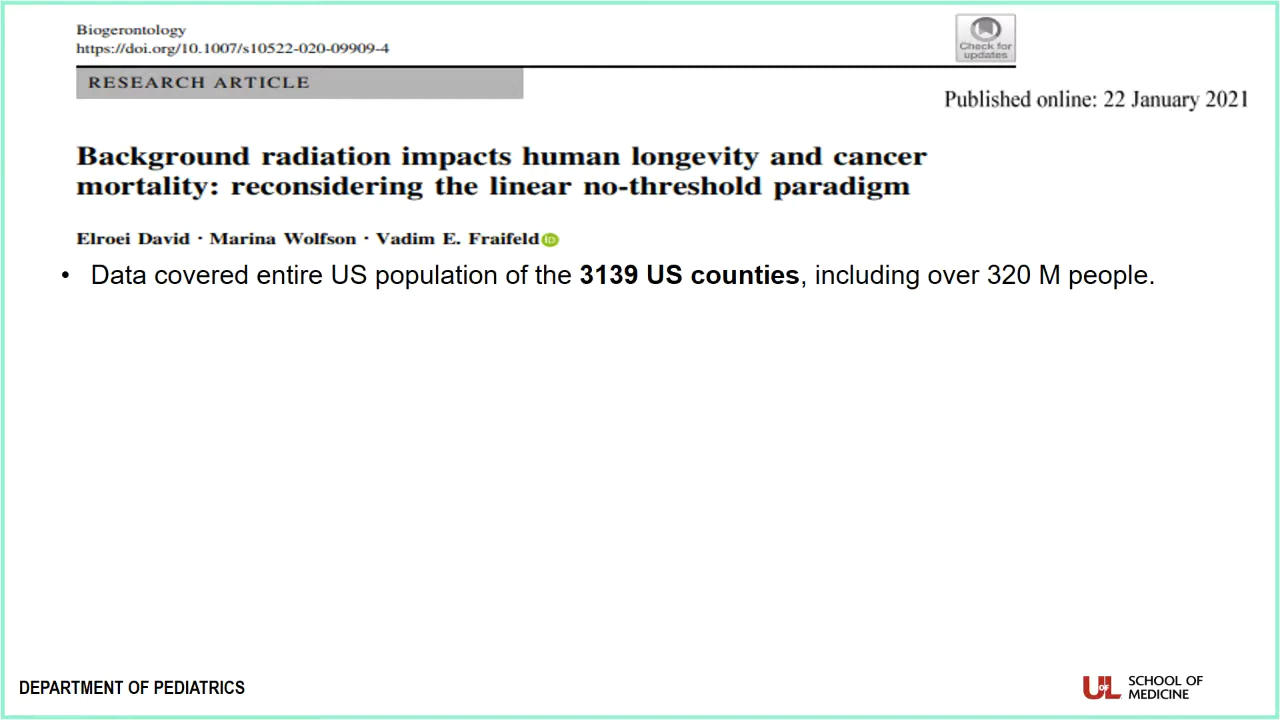 Biogerontology
https://doi.org/10.1007/s10522-020-09909-4
Check for
updates
RESEARCH ARTICLE
Published online: 22 January 2021
Background radiation impacts human longevity and cancer
mortality: reconsidering the linear no-threshold paradigm
Elroei David · Marina Wolfson · Vadim E. Fraifeld iD
• Data covered entire US population of the 3139 US counties, including over 320 M people.
DEPARTMENT OF PEDIATRICS
UofL SCHOOL OF
MEDICINE